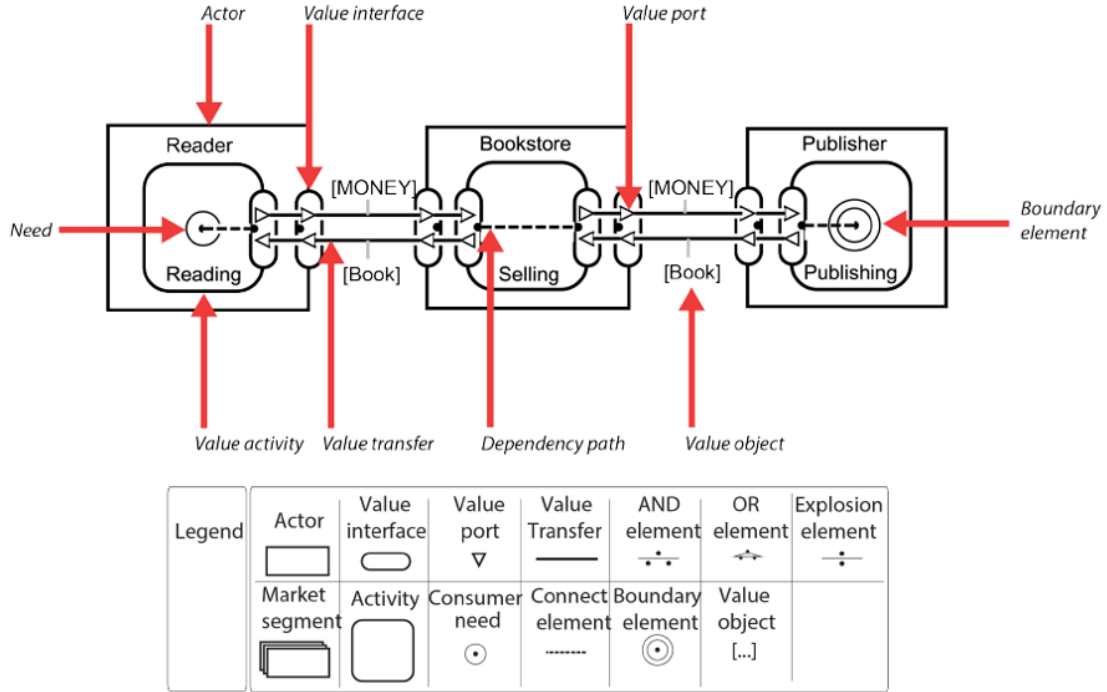 Actor
Value interface
Value port
Reader
Bookstore
Publisher
[MONEY]
[MONEY]
Need
Boundary
element
Reading
[Book]
Selling
[Book]
Publishing
Value activity
Value transfer
Dependency path
Value object
Legend
Actor
Value
interface
Value
port
Value
Transfer
AND
element
OR
element
Explosion
element
Market
segment
Activity
Consumer
need
Connect
element
Boundary
element
Value
object
[...]